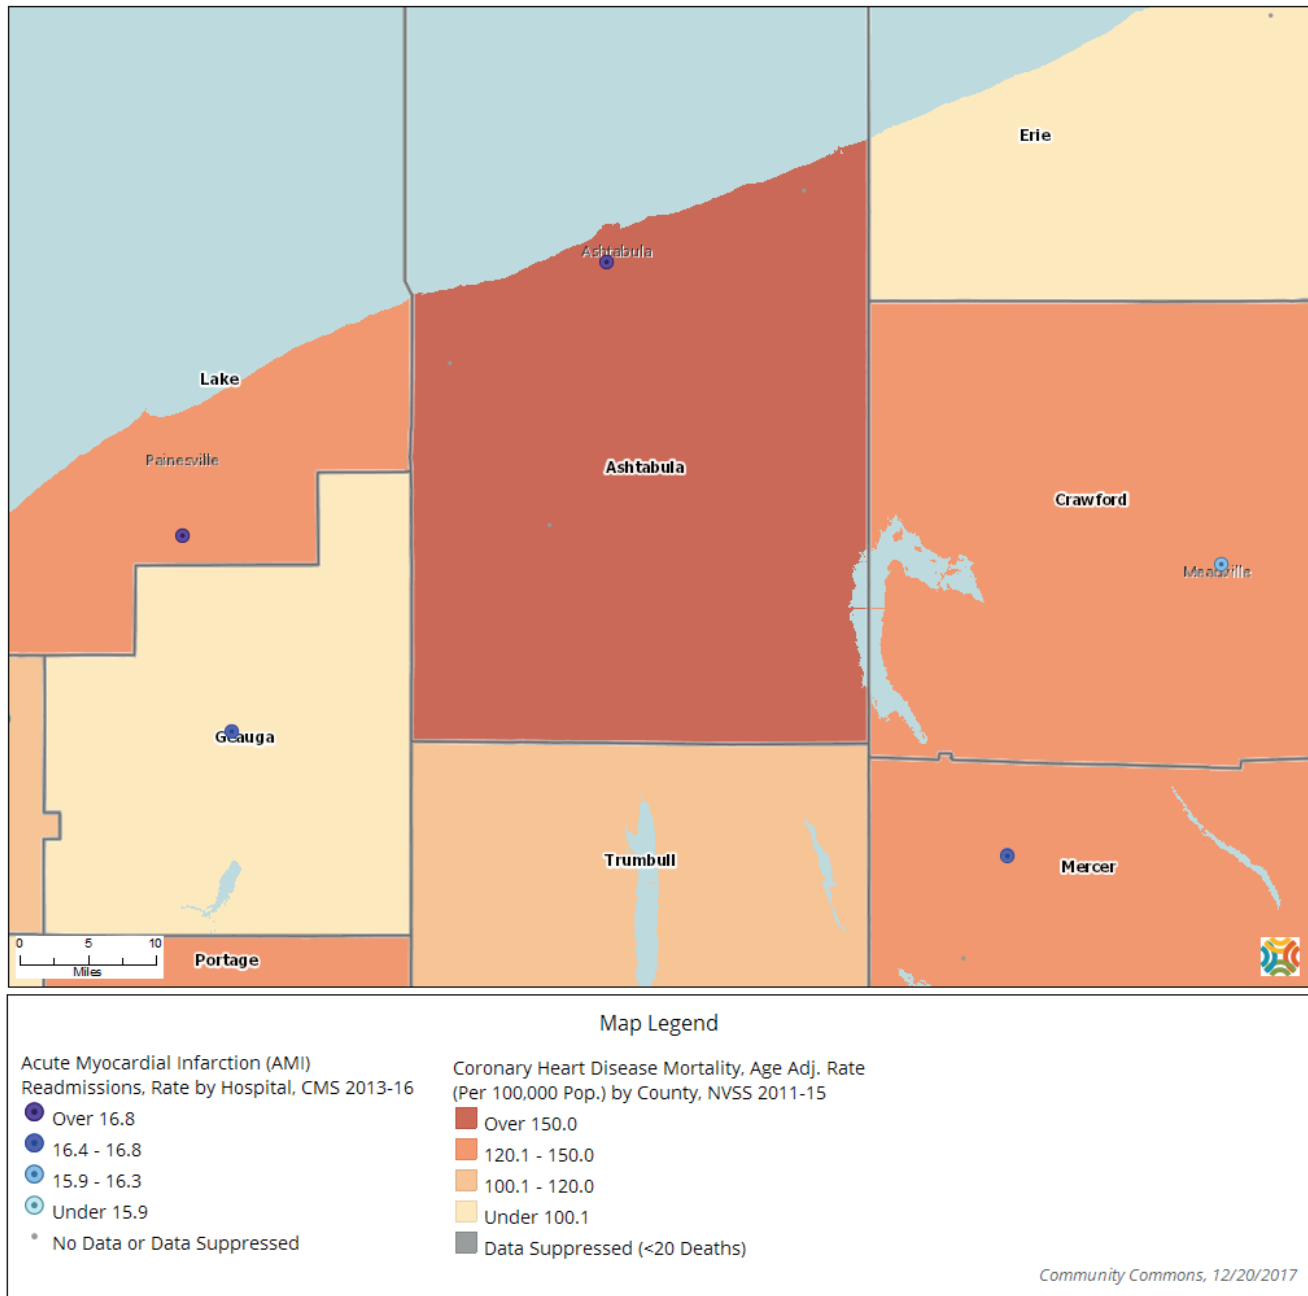 Erie
Ashtabula
Lake
Painesville
Ashtabula
Crawford
Meadville
Geauga
Trumbull
Mercer
Portage
0 5 10
Miles
Map Legend
Acute Myocardial Infarction (AMI)
Readmissions, Rate by Hospital, CMS 2013-16
Over 16.8
16.4 - 16.8
15.9 - 16.3
Under 15.9
No Data or Data Suppressed
Coronary Heart Disease Mortality, Age Adj. Rate
(Per 100,000 Pop.) by County, NVSS 2011-15
Over 150.0
120.1 - 150.0
100.1 - 120.0
Under 100.1
Data Suppressed (<20 Deaths)
Community Commons, 12/20/2017